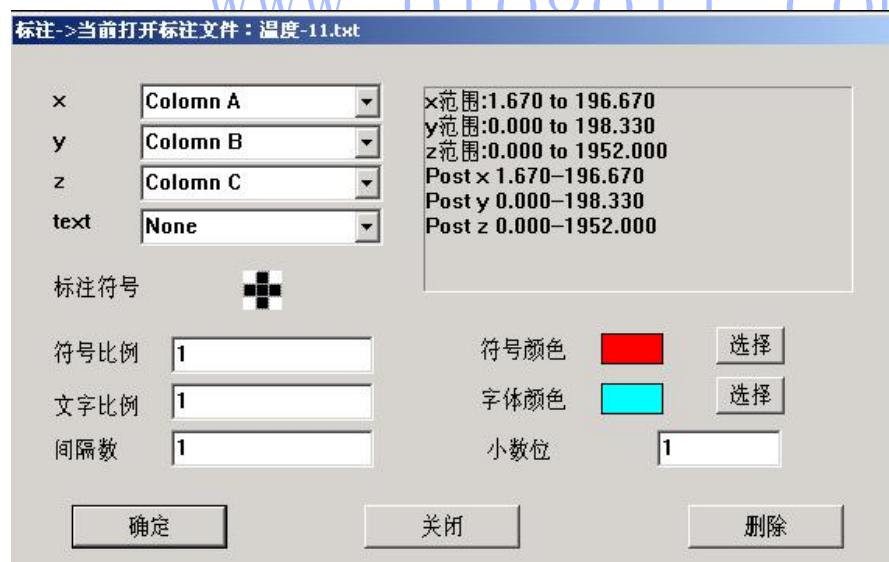 标注->当前打开标注文件：温度-11.txt
x Colomn A
y Colomn B
z Colomn C
text None
x范围:1.670 to 196.670
y范围:0.000 to 198.330
z范围:0.000 to 1952.000
Post x 1.670–196.670
Post y 0.000–198.330
Post z 0.000–1952.000
标注符号
符号比例 1
符号颜色 选择
文字比例 1
字体颜色 选择
间隔数 1
小数位 1
确定 关闭 删除